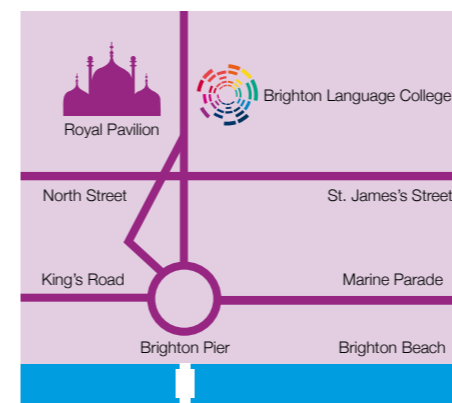 Brighton Language College
Royal Pavilion
North Street
St. James's Street
King's Road
Marine Parade
Brighton Pier
Brighton Beach